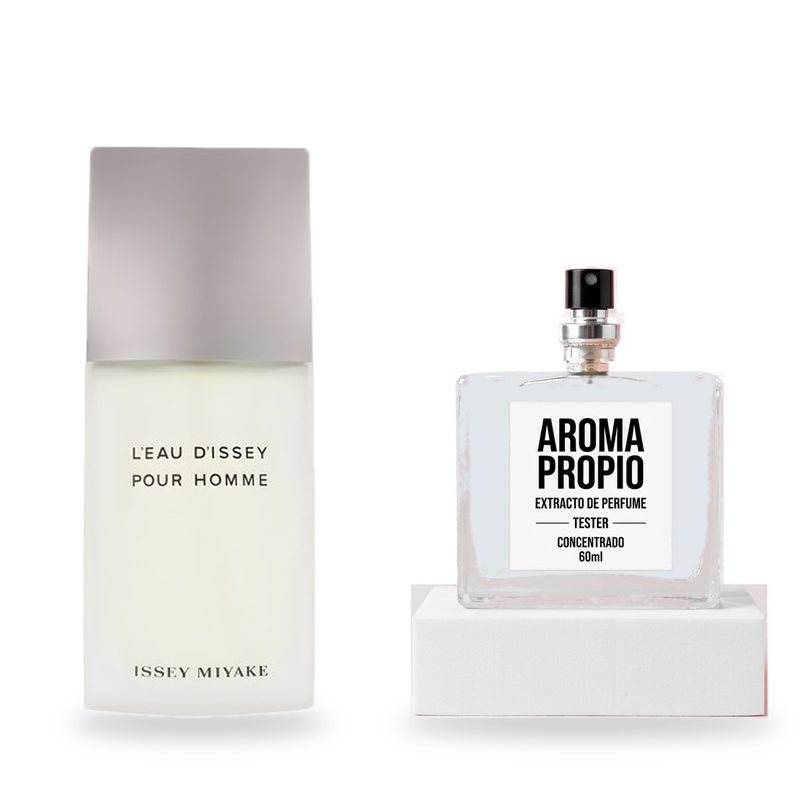 L'EAU D'ISSEY
POUR HOMME
ISSEY MIYAKE
AROMA
PROPIO
EXTRACTO DE PERFUME
TESTER
CONCENTRADO
60ml